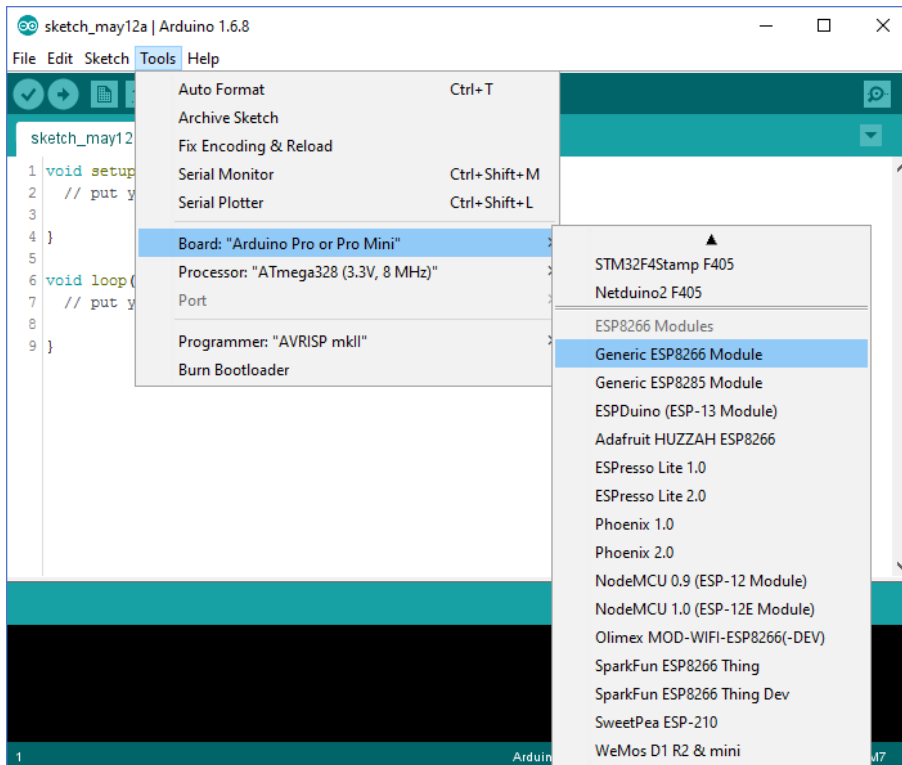 sketch_may12a | Arduino 1.6.8
File Edit Sketch Tools Help
sketch_may12
Auto Format Ctrl+T
Archive Sketch
Fix Encoding & Reload
Serial Monitor Ctrl+Shift+M
Serial Plotter Ctrl+Shift+L
Board: "Arduino Pro or Pro Mini"
Processor: "ATmega328 (3.3V, 8 MHz)"
Port
Programmer: "AVRISP mkII"
Burn Bootloader
1 void setup
2 // put y
3
4 }
5
6 void loop(
7 // put y
8
9 }
STM32F4Stamp F405
Netduino2 F405
ESP8266 Modules
Generic ESP8266 Module
Generic ESP8285 Module
ESPDuino (ESP-13 Module)
Adafruit HUZZAH ESP8266
ESPresso Lite 1.0
ESPresso Lite 2.0
Phoenix 1.0
Phoenix 2.0
NodeMCU 0.9 (ESP-12 Module)
NodeMCU 1.0 (ESP-12E Module)
Olimex MOD-WIFI-ESP8266(-DEV)
SparkFun ESP8266 Thing
SparkFun ESP8266 Thing Dev
SweetPea ESP-210
WeMos D1 R2 & mini
1 Arduin M7